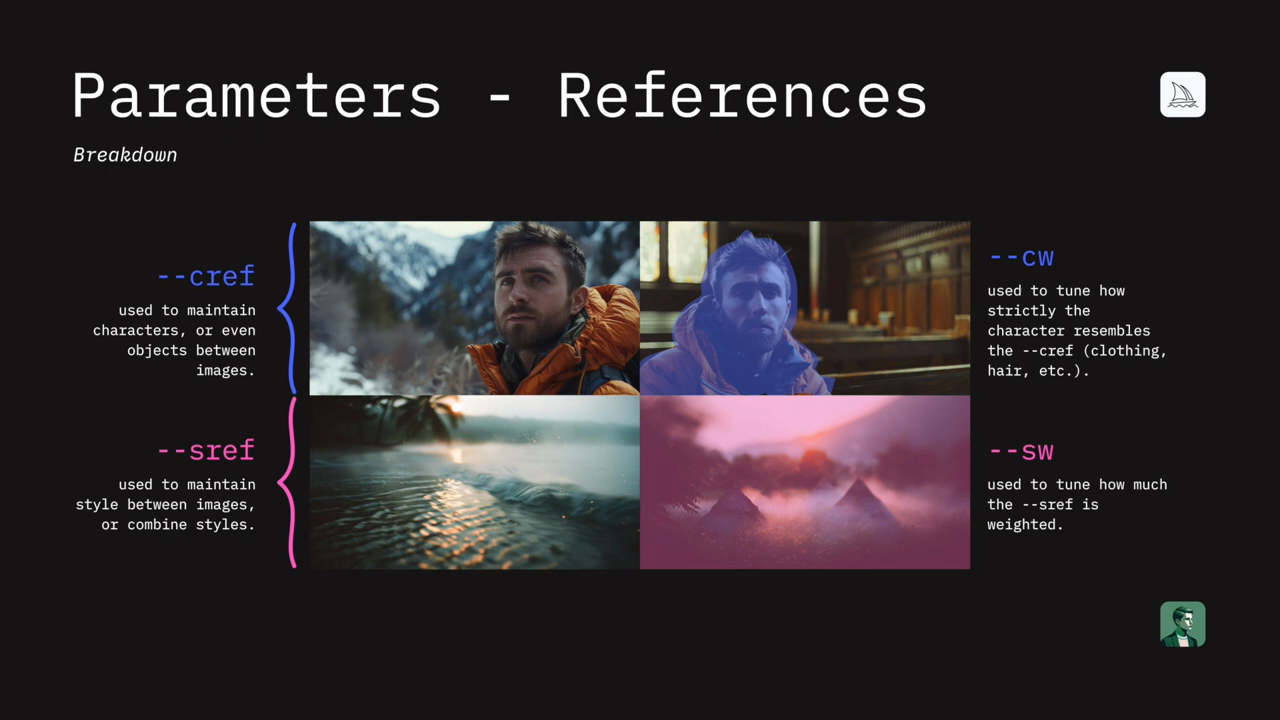 Parameters - References
Breakdown
--cref
used to maintain
characters, or even
objects between
images.
--cw
used to tune how
strictly the
character resembles
the --cref (clothing,
hair, etc.).
--sref
used to maintain
style between images,
or combine styles.
--sw
used to tune how much
the --sref is
weighted.